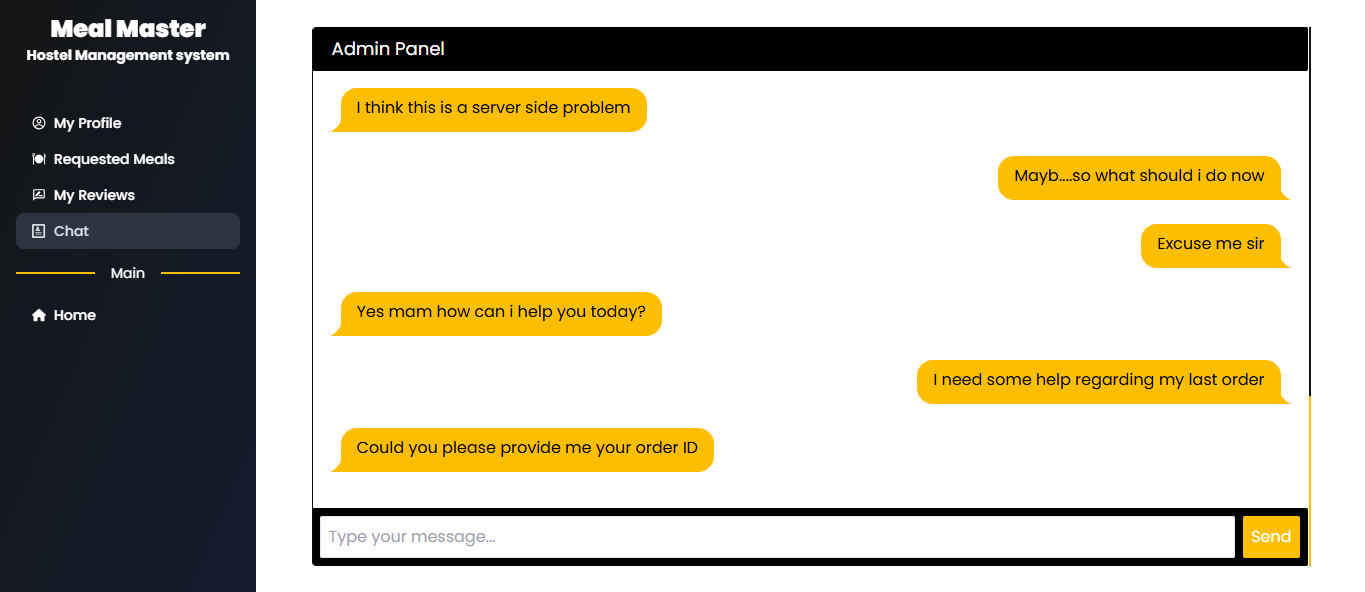 Meal Master
Hostel Management system
My Profile
Requested Meals
My Reviews
Chat
Main
Home
Admin Panel
I think this is a server side problem
Mayb....so what should i do now
Excuse me sir
Yes mam how can i help you today?
I need some help regarding my last order
Could you please provide me your order ID
Type your message...
Send